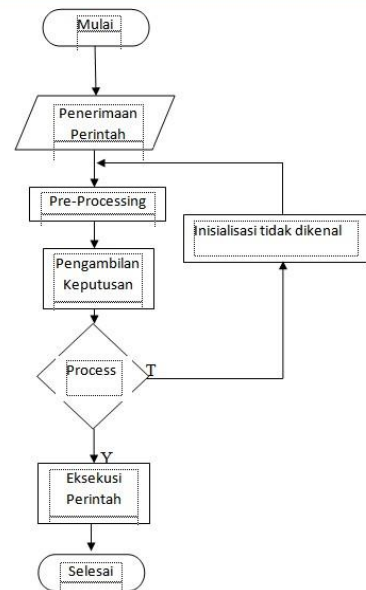 Mulai
Penerimaan
Perintah
Pre-Processing
Inisialisasi tidak dikenal
Pengambilan
Keputusan
Process
T
Y
Eksekusi
Perintah
Selesai